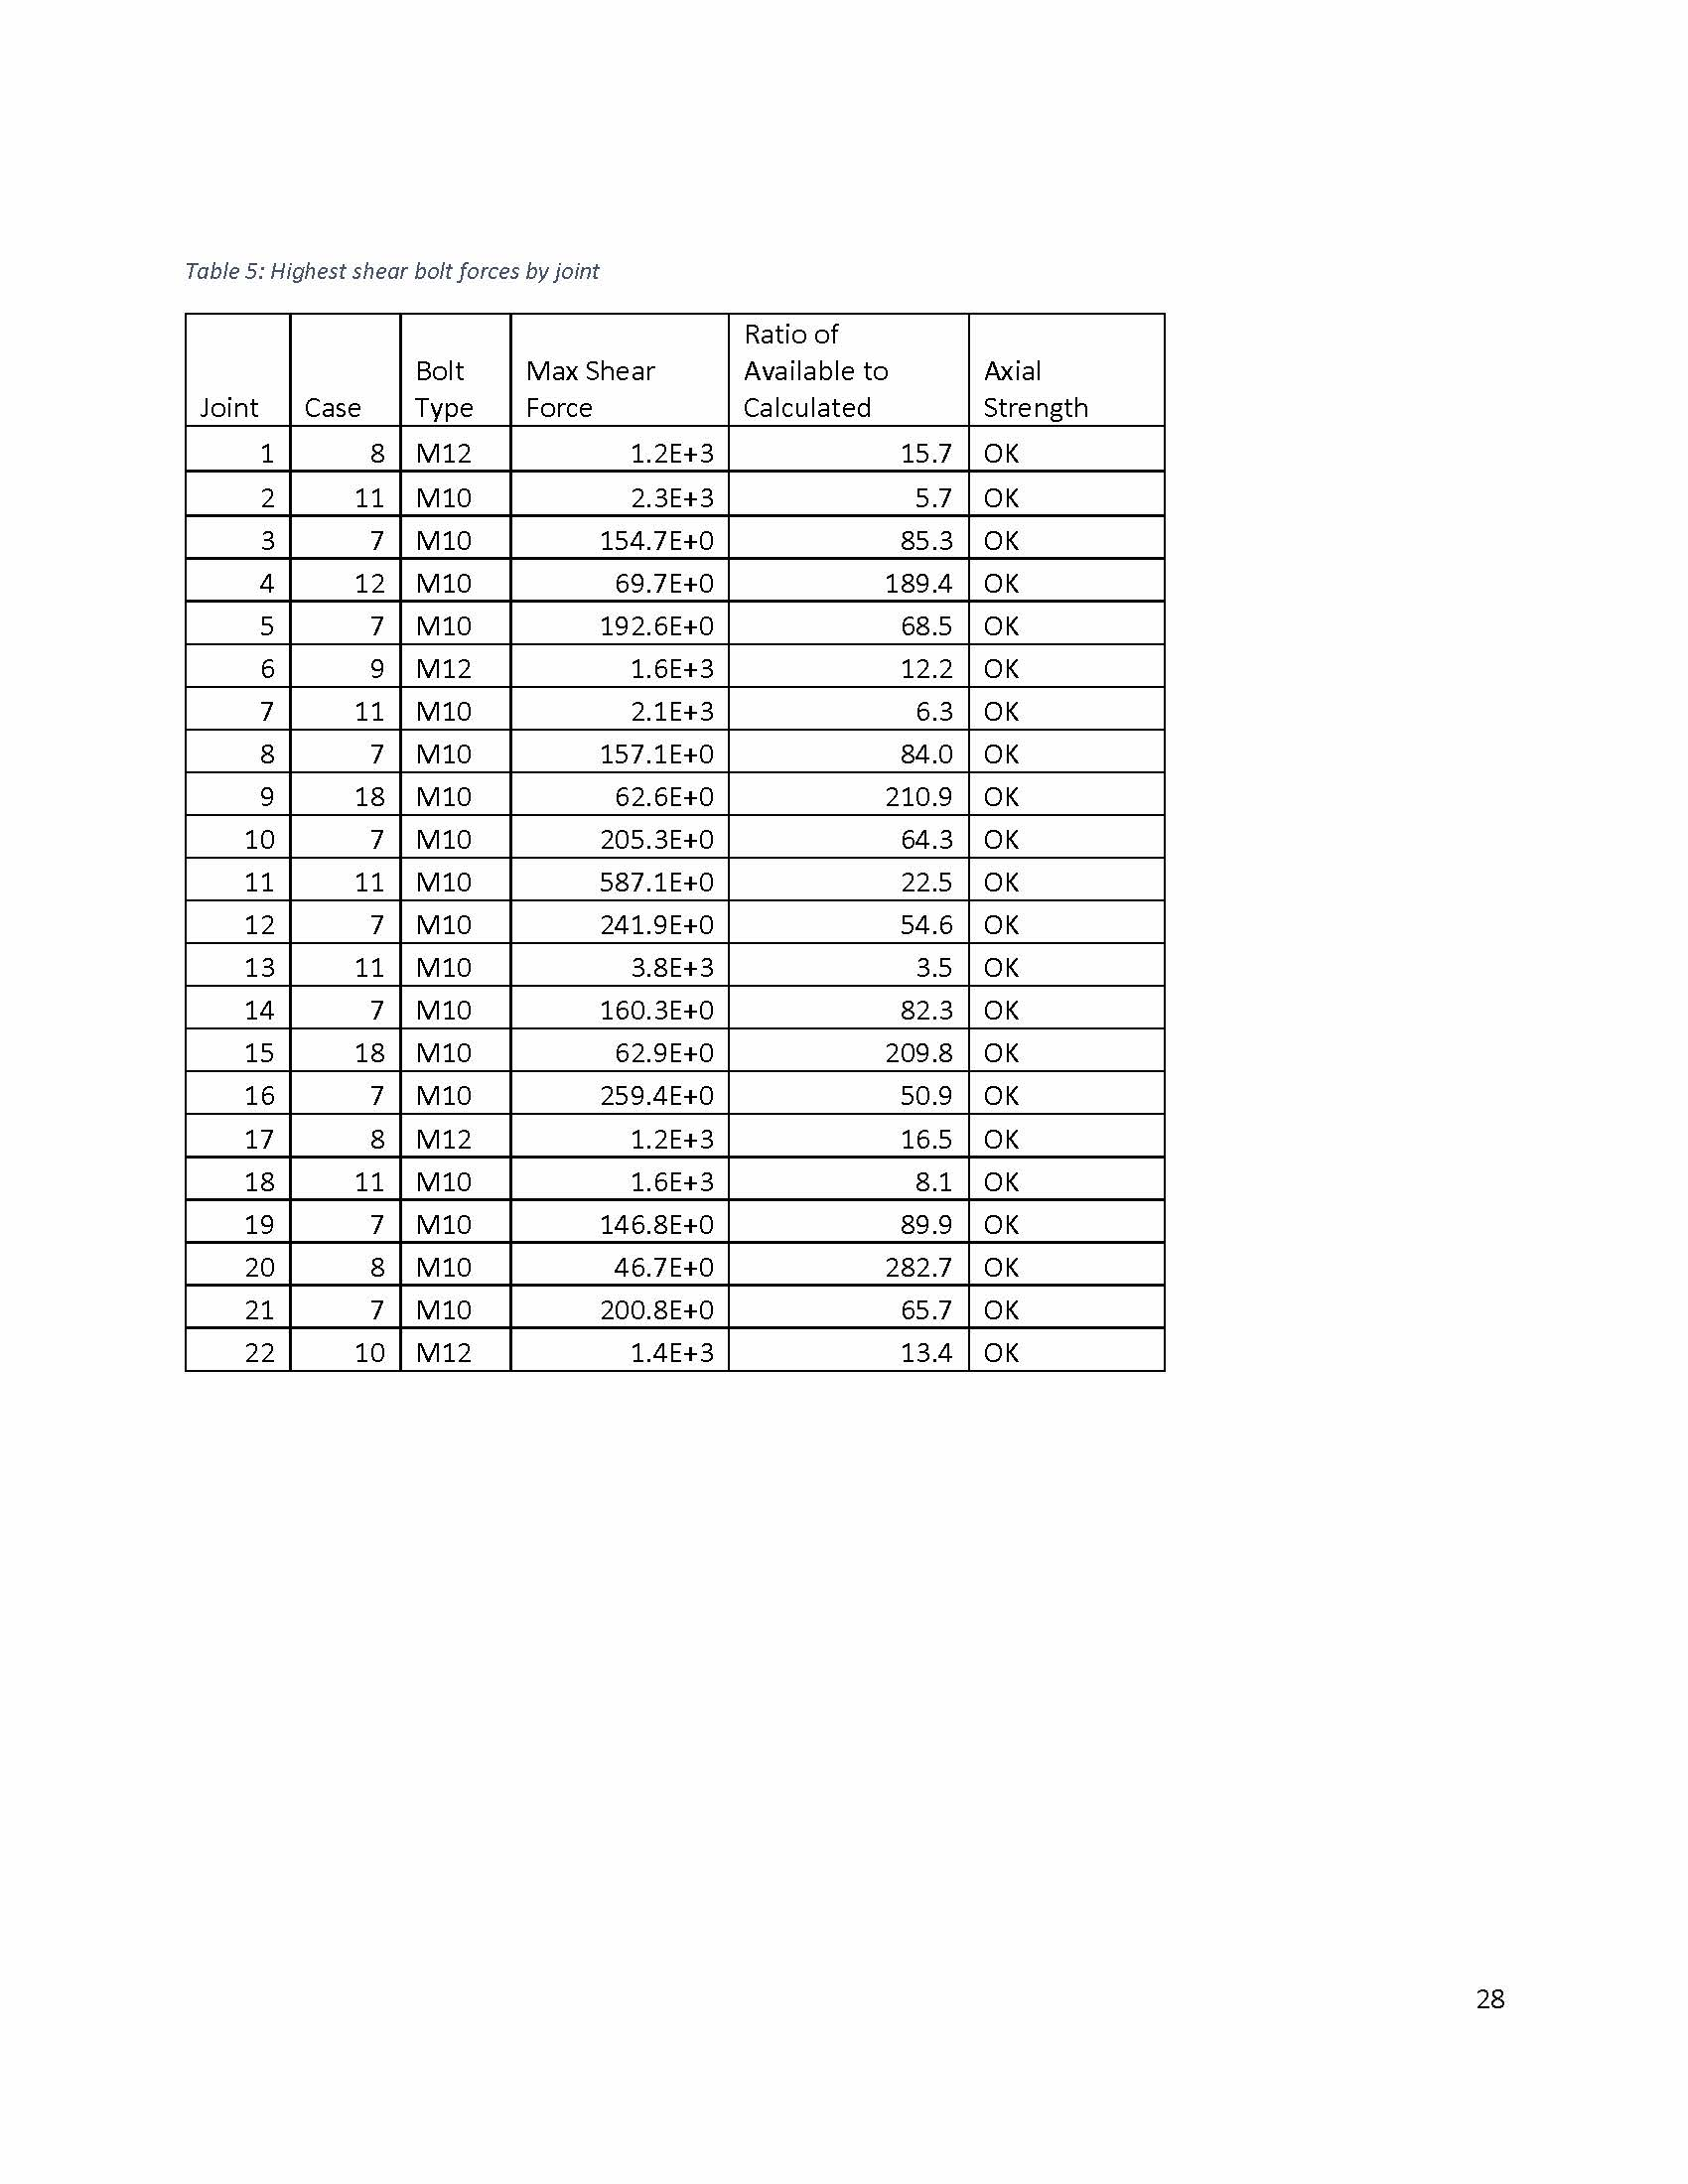 Table 5: Highest shear bolt forces by joint
Joint Case Bolt Type Max Shear Force Ratio of Available to Calculated Axial Strength
1 8 M12 1.2E+3 15.7 OK
2 11 M10 2.3E+3 5.7 OK
3 7 M10 154.7E+0 85.3 OK
4 12 M10 69.7E+0 189.4 OK
5 7 M10 192.6E+0 68.5 OK
6 9 M12 1.6E+3 12.2 OK
7 11 M10 2.1E+3 6.3 OK
8 7 M10 157.1E+0 84.0 OK
9 18 M10 62.6E+0 210.9 OK
10 7 M10 205.3E+0 64.3 OK
11 11 M10 587.1E+0 22.5 OK
12 7 M10 241.9E+0 54.6 OK
13 11 M10 3.8E+3 3.5 OK
14 7 M10 160.3E+0 82.3 OK
15 18 M10 62.9E+0 209.8 OK
16 7 M10 259.4E+0 50.9 OK
17 8 M12 1.2E+3 16.5 OK
18 11 M10 1.6E+3 8.1 OK
19 7 M10 146.8E+0 89.9 OK
20 8 M10 46.7E+0 282.7 OK
21 7 M10 200.8E+0 65.7 OK
22 10 M12 1.4E+3 13.4 OK
28